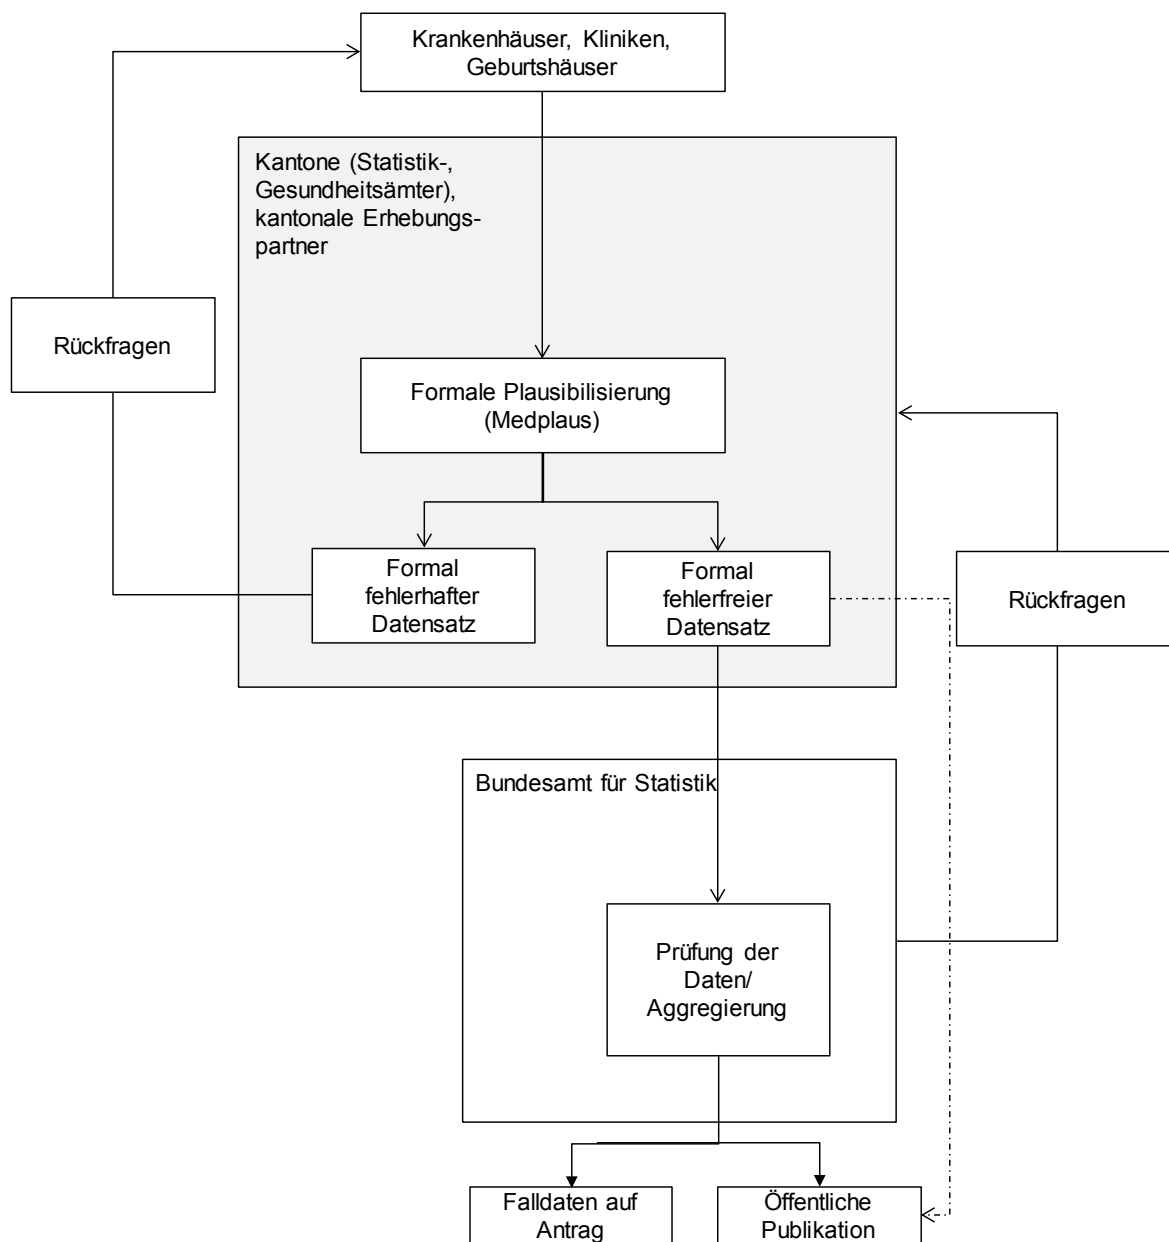 Krankenhäuser, Kliniken,
Geburtshäuser
Kantone (Statistik-,
Gesundheitsämter),
kantonale Erhebungs-
partner
Rückfragen
Formale Plausibilisierung
(Medplaus)
Formal
fehlerhafter
Datensatz
Formal
fehlerfreier
Datensatz
Rückfragen
Bundesamt für Statistik
Prüfung der
Daten/
Aggregierung
Falldaten auf
Antrag
Öffentliche
Publikation